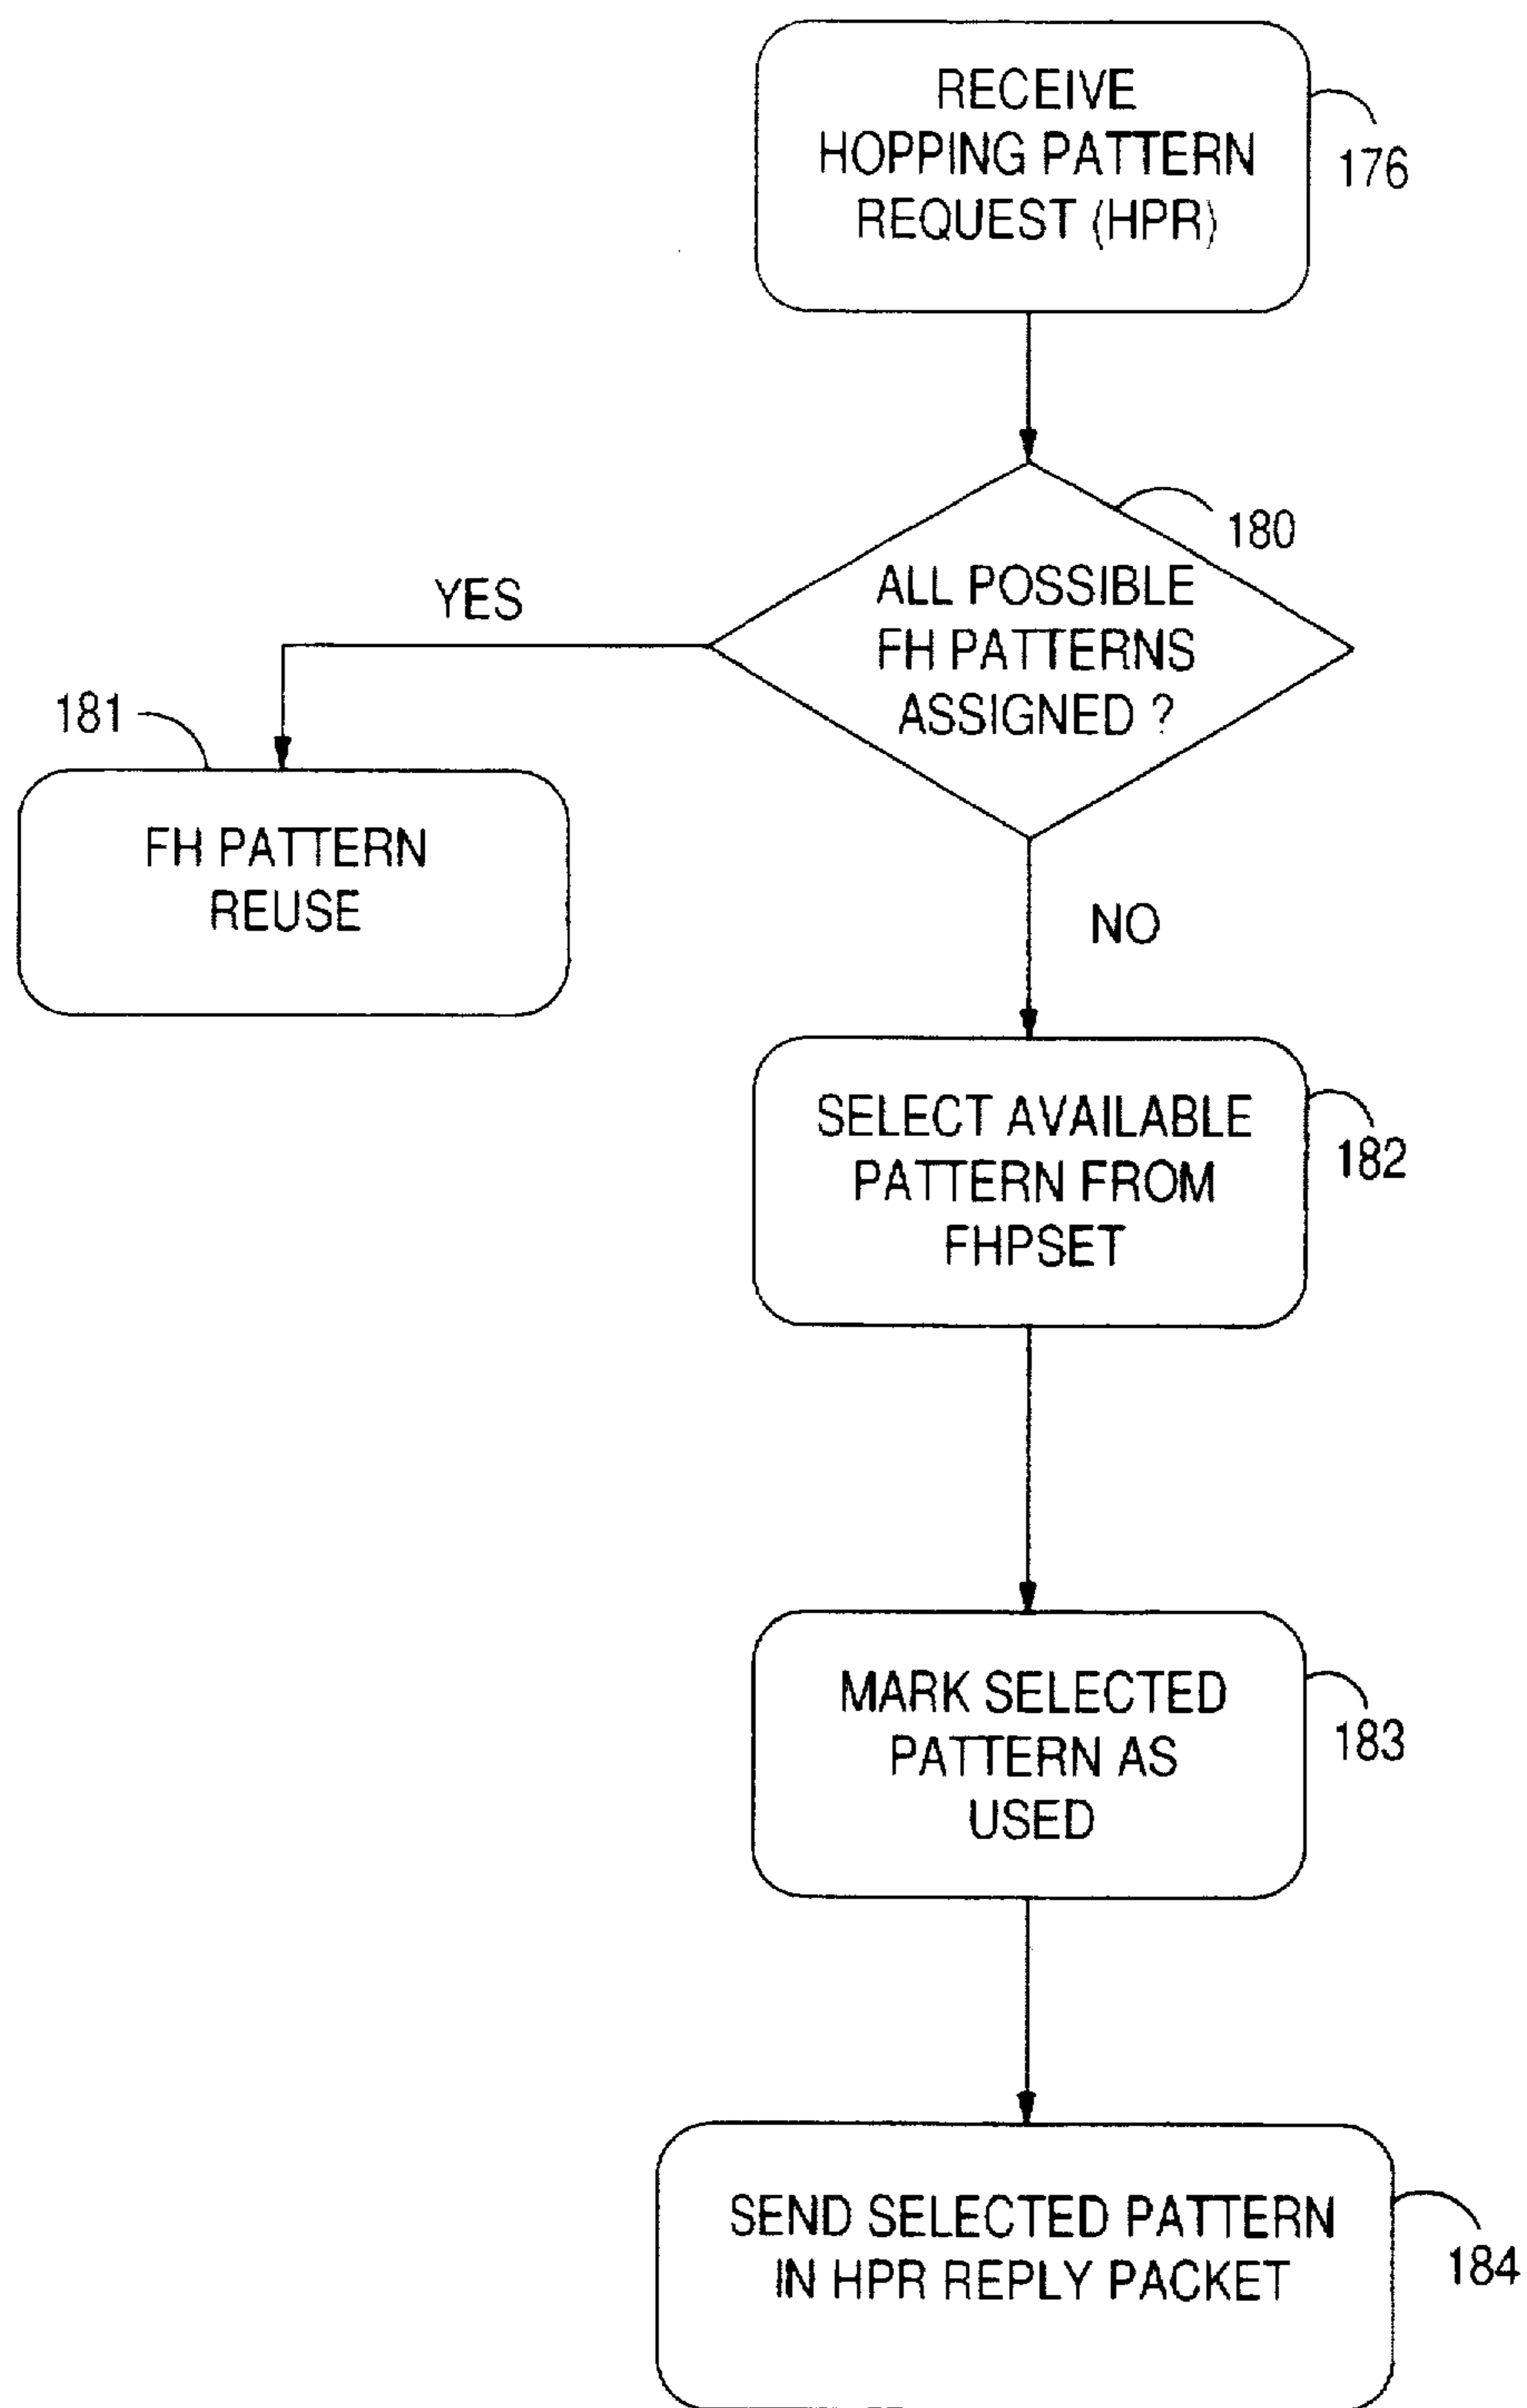 RECEIVE
HOPPING PATTERN
REQUEST (HPR)
176
180
ALL POSSIBLE
FH PATTERNS
ASSIGNED ?
YES
181
FH PATTERN
REUSE
NO
SELECT AVAILABLE
PATTERN FROM
FHPSET
182
MARK SELECTED
PATTERN AS
USED
183
SEND SELECTED PATTERN
IN HPR REPLY PACKET
184